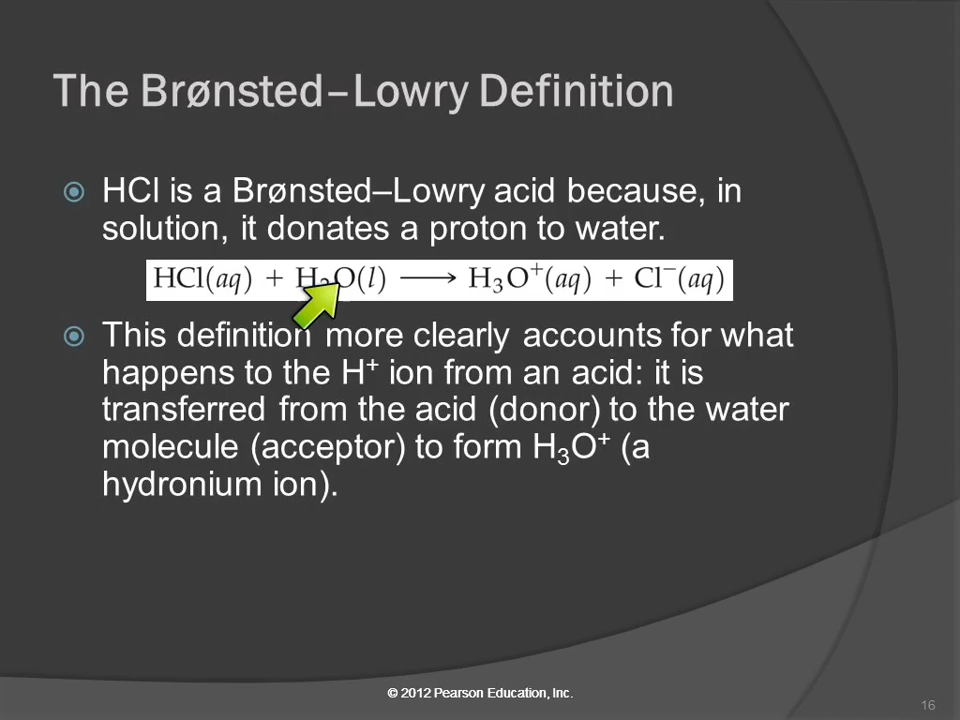 The Brønsted–Lowry Definition
HCl is a Brønsted–Lowry acid because, in
solution, it donates a proton to water.
HCl(aq) + H₂O(l) ⟶ H₃O⁺(aq) + Cl⁻(aq)
This definition more clearly accounts for what
happens to the H⁺ ion from an acid: it is
transferred from the acid (donor) to the water
molecule (acceptor) to form H₃O⁺ (a
hydronium ion).
© 2012 Pearson Education, Inc.
16